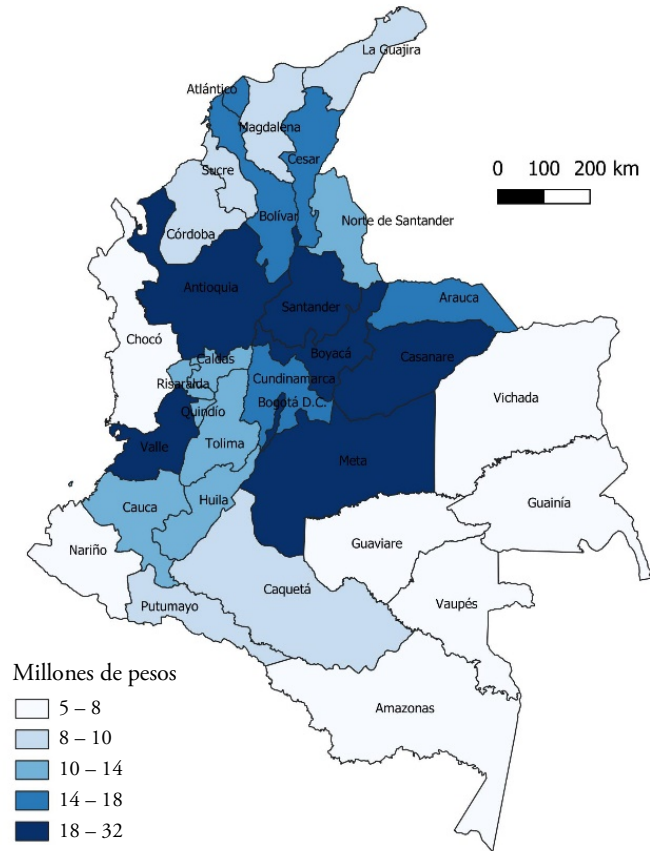 La Guajira
Atlántico
Magdalena
Cesar
0 100 200 km
Sucre
Bolívar
Norte de Santander
Córdoba
Antioquia
Santander
Arauca
Chocó
Boyacá
Casanare
Caldas
Risaralda
Cundinamarca
Vichada
Quindío
Bogotá D.C.
Valle
Tolima
Meta
Huila
Cauca
Guainía
Nariño
Guaviare
Caquetá
Vaupés
Putumayo
Amazonas
Millones de pesos
5 – 8
8 – 10
10 – 14
14 – 18
18 – 32